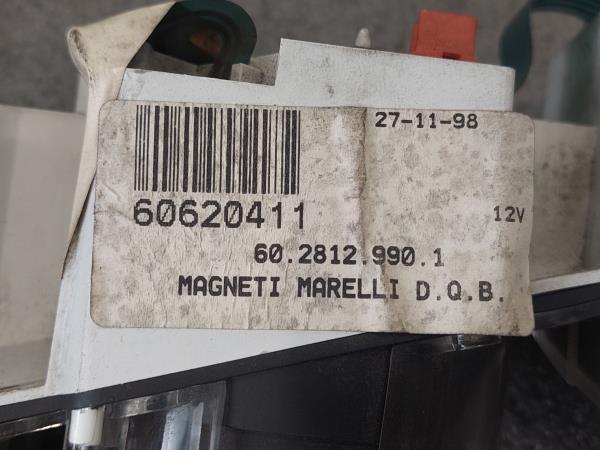 27-11-98
60620411
12V
60.2812.990.1
MAGNETI MARELLI D.Q.B.